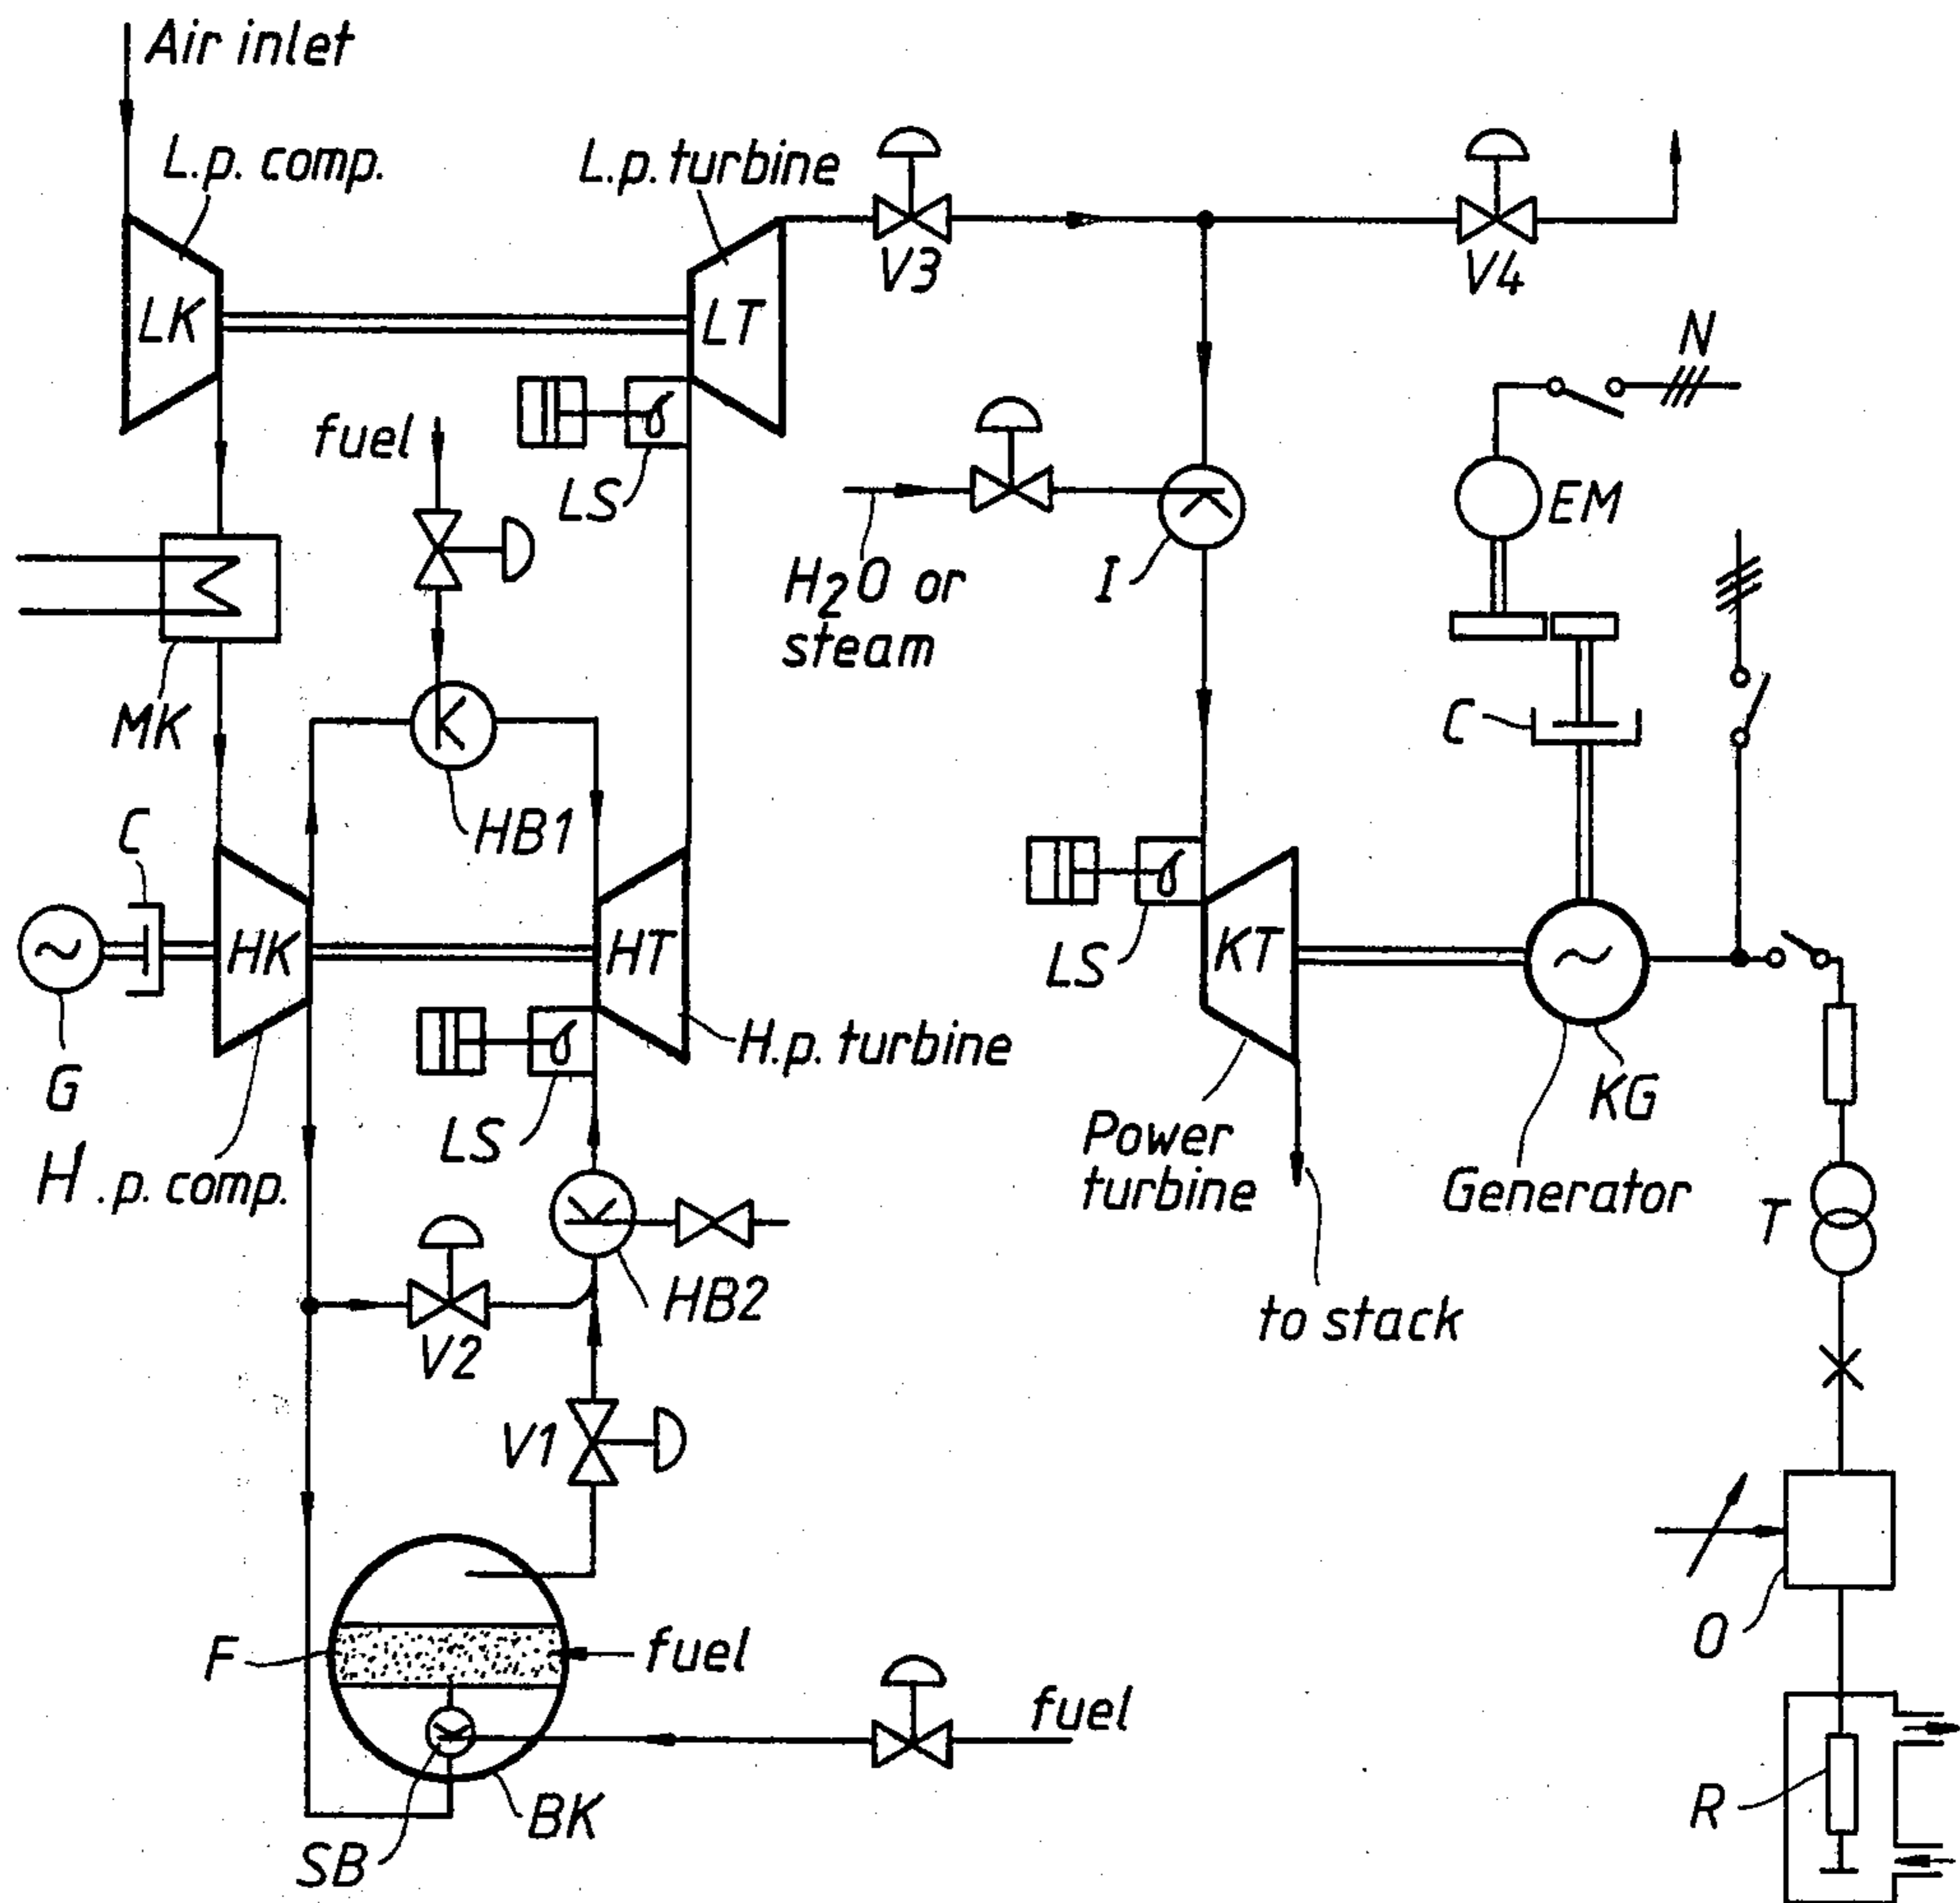 Air inlet
L.p. comp.
L.p. turbine
V3
V4
LK
LT
N
fuel
LS
EM
H2O or
steam
I
MK
C
HB1
C
HK
HT
LS
KT
G
H.p. turbine
KG
LS
Power
turbine
Generator
H.p. comp.
T
HB2
to stack
V2
V1
F
fuel
fuel
O
BK
R
SB